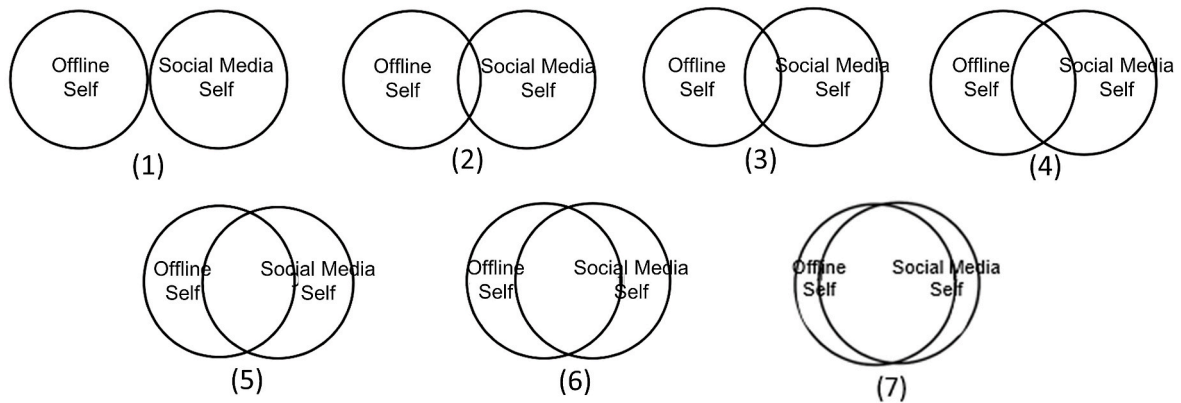 Offline Self
Social Media Self
(1)
Offline Self
Social Media Self
(2)
Offline Self
Social Media Self
(3)
Offline Self
Social Media Self
(4)
Offline Self
Social Media Self
(5)
Offline Self
Social Media Self
(6)
Offline Self
Social Media Self
(7)